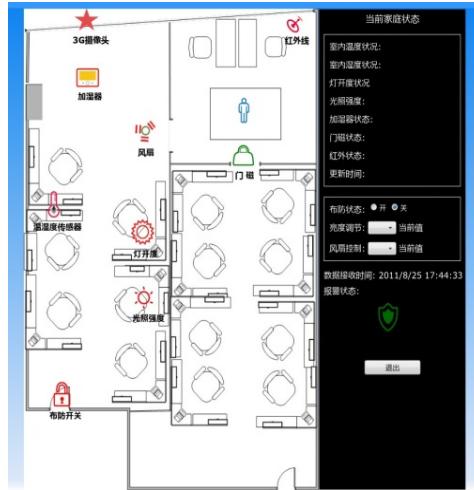 3G摄像头
红外线
加湿器
风扇
门 磁
温湿度传感器
灯开度
光照强度
布防开关
当前家庭状态
室内温度状况:
室内湿度状况:
灯开度状况
光照强度:
加湿器状态:
门磁状态:
红外状态:
更新时间:
布防状态: 开 关
亮度调节: 当前值
风扇控制: 当前值
数据接收时间: 2011/8/25 17:44:33
报警状态:
退出